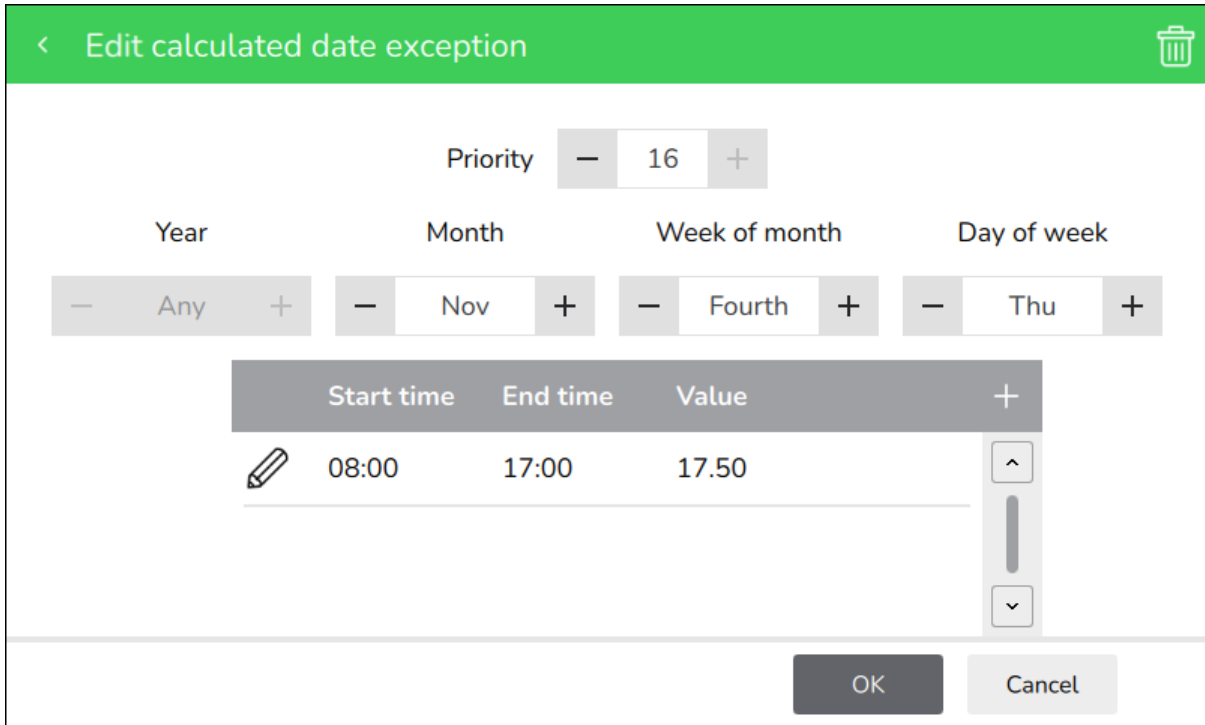 Edit calculated date exception
Priority − 16 +
Year Month Week of month Day of week
− Any + − Nov + − Fourth + − Thu +
Start time End time Value +
08:00 17:00 17.50
OK Cancel